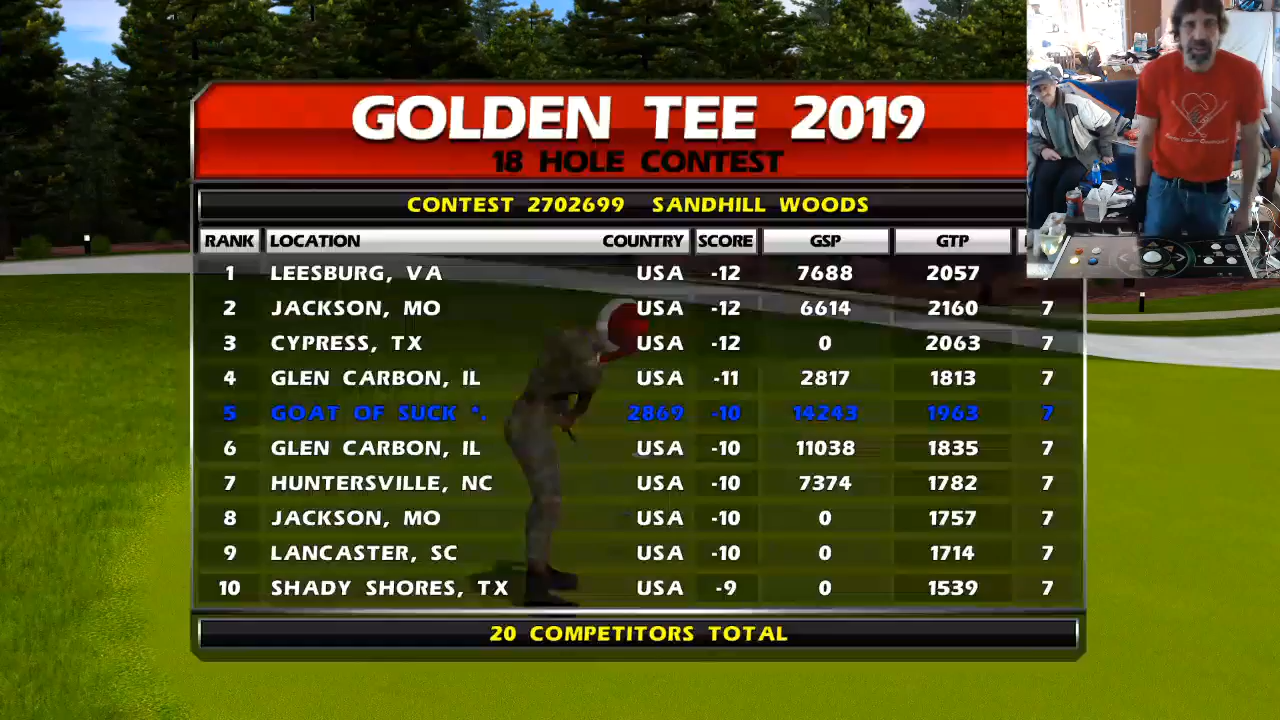 GOLDEN TEE 2019
18 HOLE CONTEST
CONTEST 2702699 SANDHILL WOODS
RANK LOCATION COUNTRY SCORE GSP GTP
1 LEESBURG, VA USA -12 7688 2057
2 JACKSON, MO USA -12 6614 2160 7
3 CYPRESS, TX USA -12 0 2063 7
4 GLEN CARBON, IL USA -11 2817 1813 7
5 GOAT OF SUCK *. 2869 -10 14243 1963 7
6 GLEN CARBON, IL USA -10 11038 1835 7
7 HUNTERSVILLE, NC USA -10 7374 1782 7
8 JACKSON, MO USA -10 0 1757 7
9 LANCASTER, SC USA -10 0 1714 7
10 SHADY SHORES, TX USA -9 0 1539 7
20 COMPETITORS TOTAL